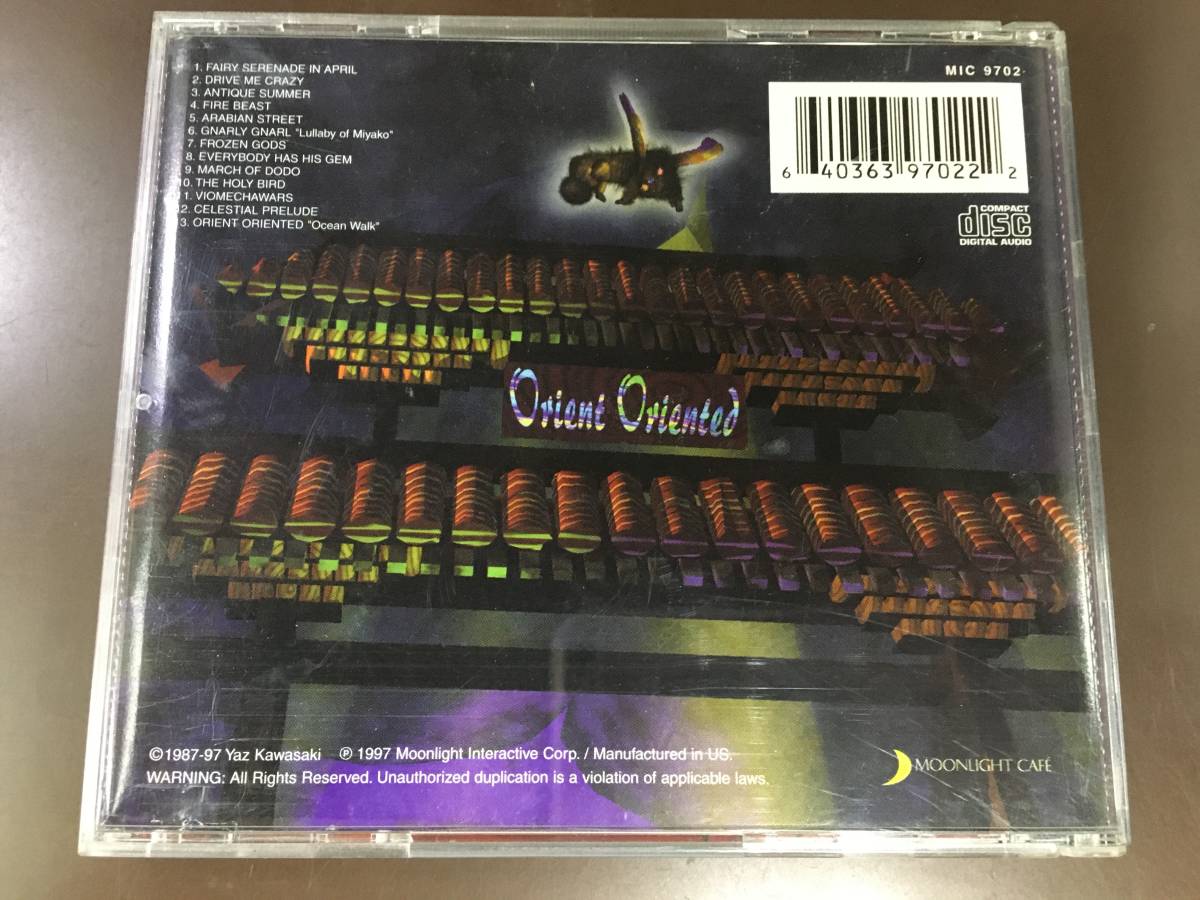 1. FAIRY SERENADE IN APRIL
2. DRIVE ME CRAZY
3. ANTIQUE SUMMER
4. FIRE BEAST
5. ARABIAN STREET
6. GNARLY GNARL "Lullaby of Miyako"
7. FROZEN GODS
8. EVERYBODY HAS HIS GEM
9. MARCH OF DODO
10. THE HOLY BIRD
11. VIOMECHAWARS
12. CELESTIAL PRELUDE
13. ORIENT ORIENTED "Ocean Walk"
MIC 9702
6 40363 97022 2
COMPACT
disc
DIGITAL AUDIO
Orient Oriented
©1987-97 Yaz Kawasaki ℗ 1997 Moonlight Interactive Corp. / Manufactured in US.
WARNING: All Rights Reserved. Unauthorized duplication is a violation of applicable laws.
MOONLIGHT CAFÉ